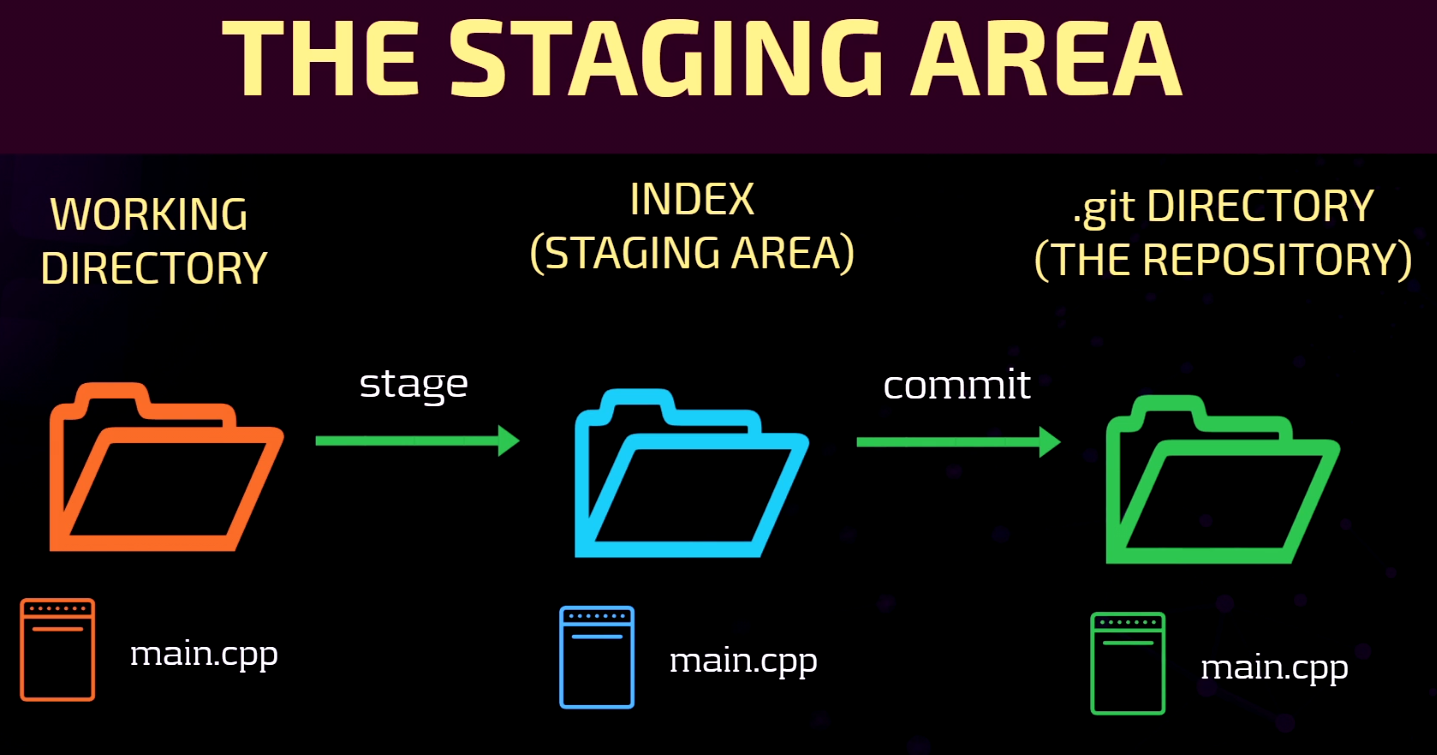 THE STAGING AREA
WORKING
DIRECTORY
INDEX
(STAGING AREA)
.git DIRECTORY
(THE REPOSITORY)
stage
commit
main.cpp
main.cpp
main.cpp